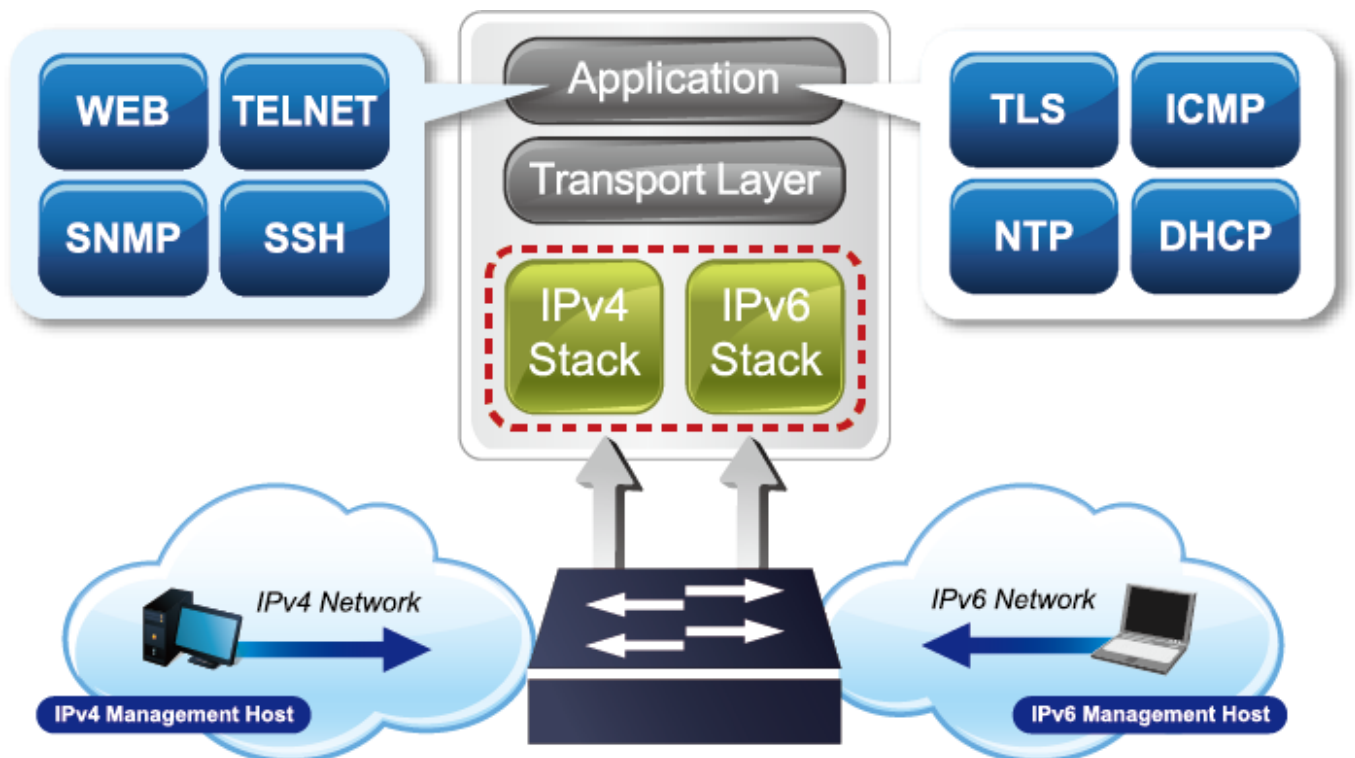 WEB
TELNET
SNMP
SSH
Application
Transport Layer
IPv4
Stack
IPv6
Stack
TLS
ICMP
NTP
DHCP
IPv4 Network
IPv4 Management Host
IPv6 Network
IPv6 Management Host